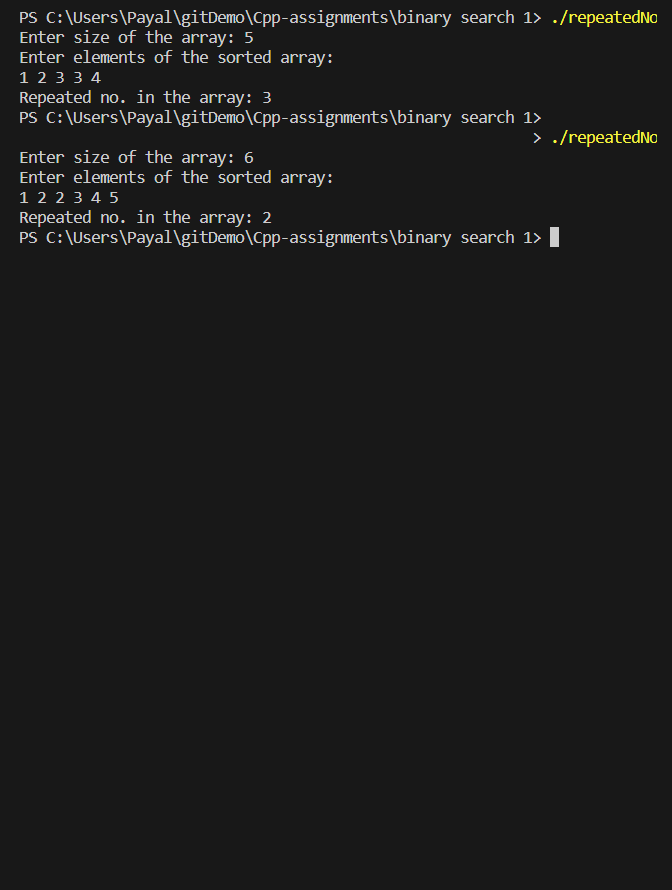 PS C:\Users\Payal\gitDemo\Cpp-assignments\binary search 1> ./repeatedNo
Enter size of the array: 5
Enter elements of the sorted array:
1 2 3 3 4
Repeated no. in the array: 3
PS C:\Users\Payal\gitDemo\Cpp-assignments\binary search 1>
> ./repeatedNo
Enter size of the array: 6
Enter elements of the sorted array:
1 2 2 3 4 5
Repeated no. in the array: 2
PS C:\Users\Payal\gitDemo\Cpp-assignments\binary search 1>